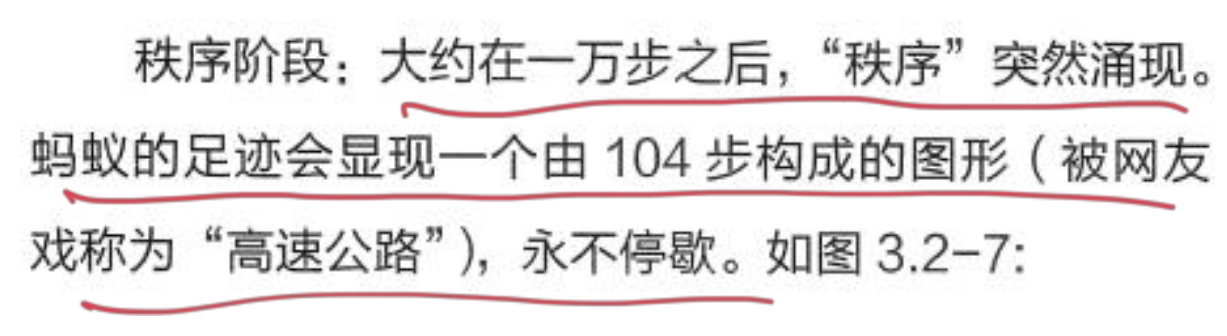 秩序阶段：大约在一万步之后，“秩序”突然涌现。
蚂蚁的足迹会显现一个由 104 步构成的图形（被网友
戏称为“高速公路”），永不停歇。如图 3.2-7: